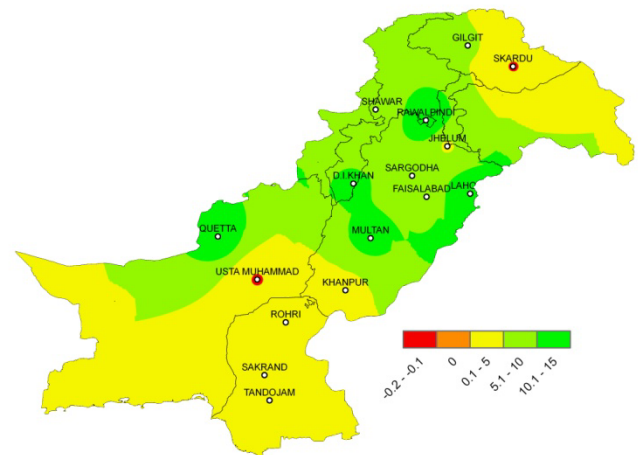 GILGIT
SKARDU
SHAWAR
RAWALPINDI
JHELUM
SARGODHA
D.I.KHAN
FAISALABAD
LAHO
QUETTA
MULTAN
USTA MUHAMMAD
KHANPUR
ROHRI
SAKRAND
TANDOJAM
-0.2 - -0.1
0
0.1 - 5
5.1 - 10
10.1 - 15